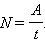 N = A/t.